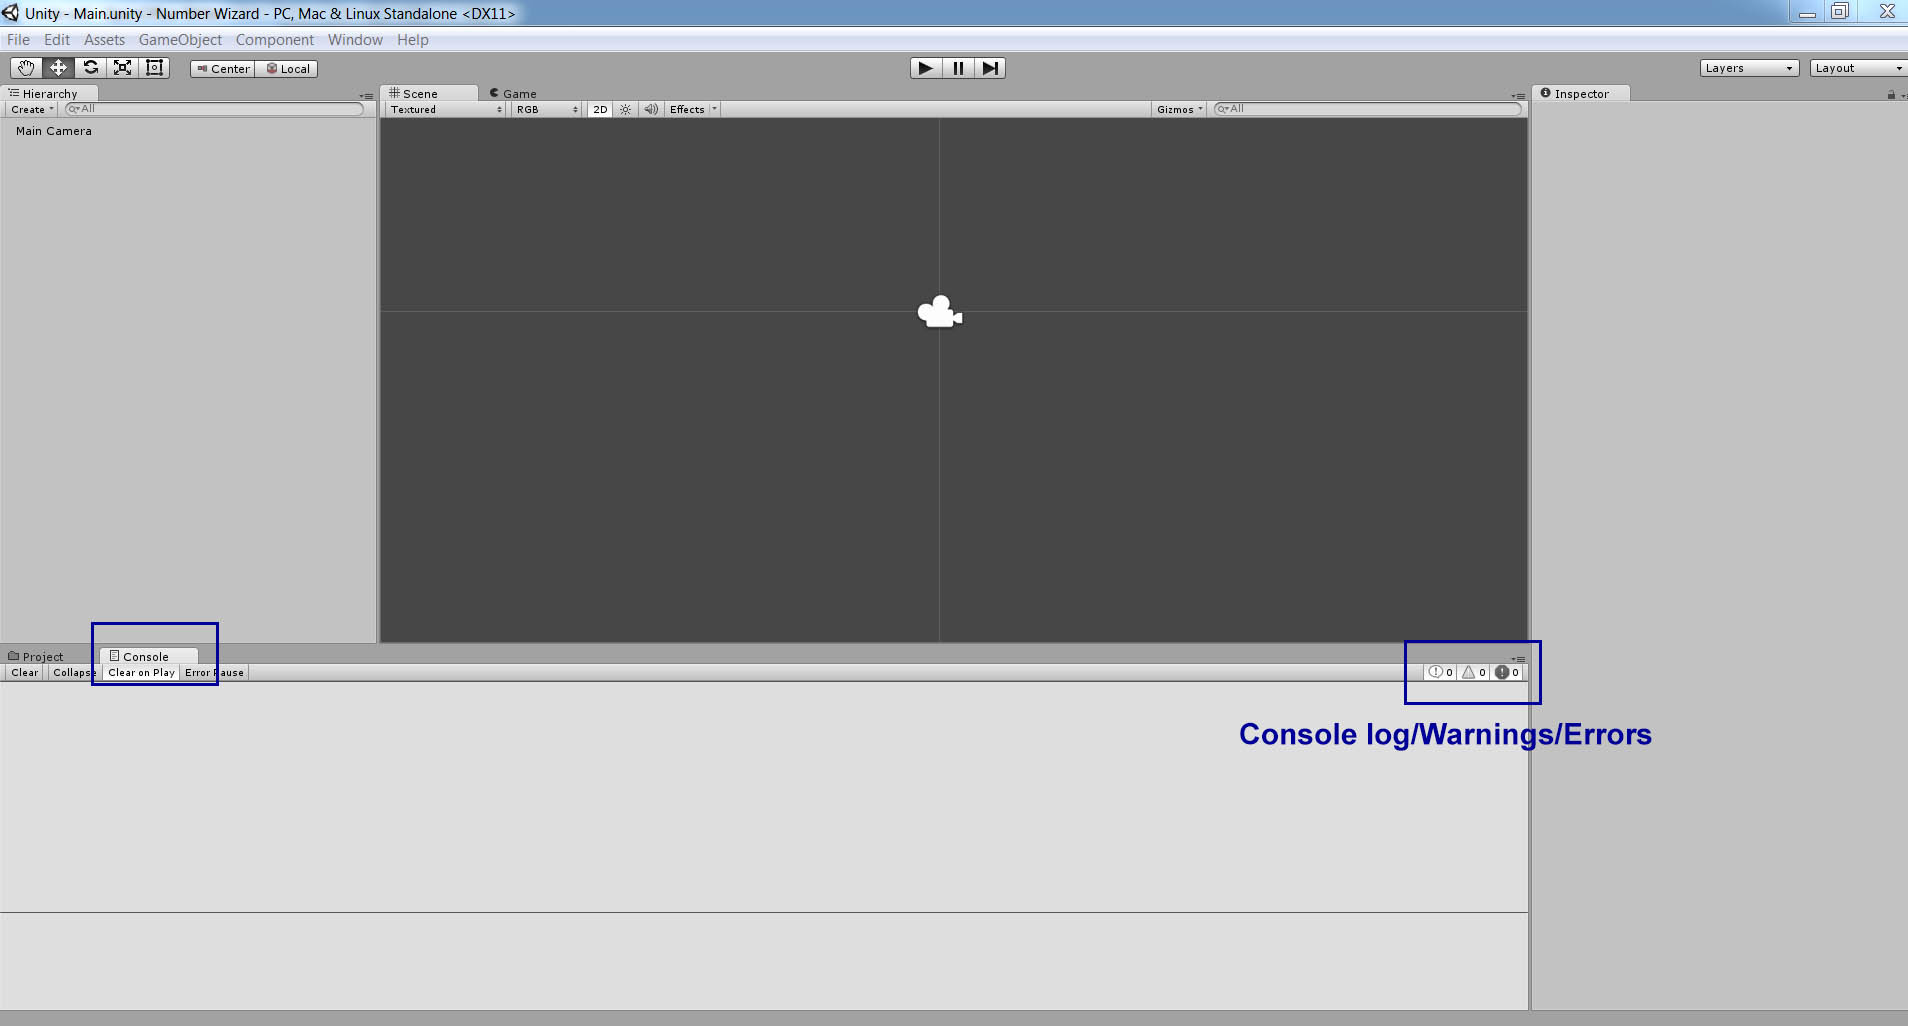 Unity - Main.unity - Number Wizard - PC, Mac & Linux Standalone <DX11>
File Edit Assets GameObject Component Window Help
Center Local Layers Layout
Hierarchy Scene Game Inspector
Create All Textured RGB 2D Effects Gizmos All
Main Camera
Project Console
Clear Collapse Clear on Play Error Pause 0 0 0
Console log/Warnings/Errors